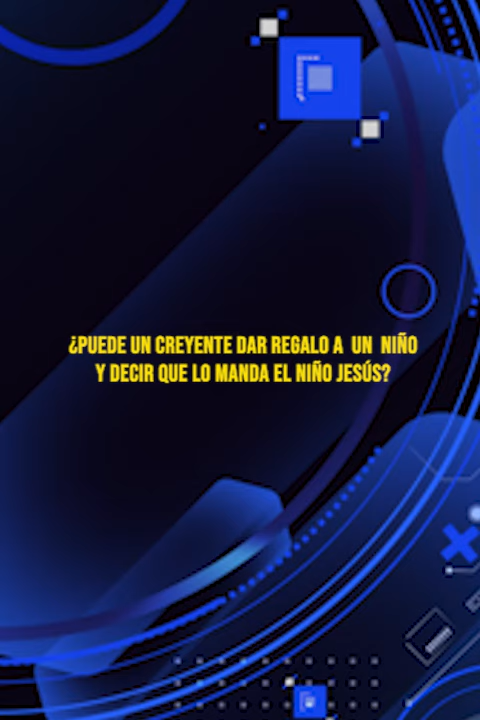 ¿PUEDE UN CREYENTE DAR REGALO A UN NIÑO
Y DECIR QUE LO MANDA EL NIÑO JESÚS?